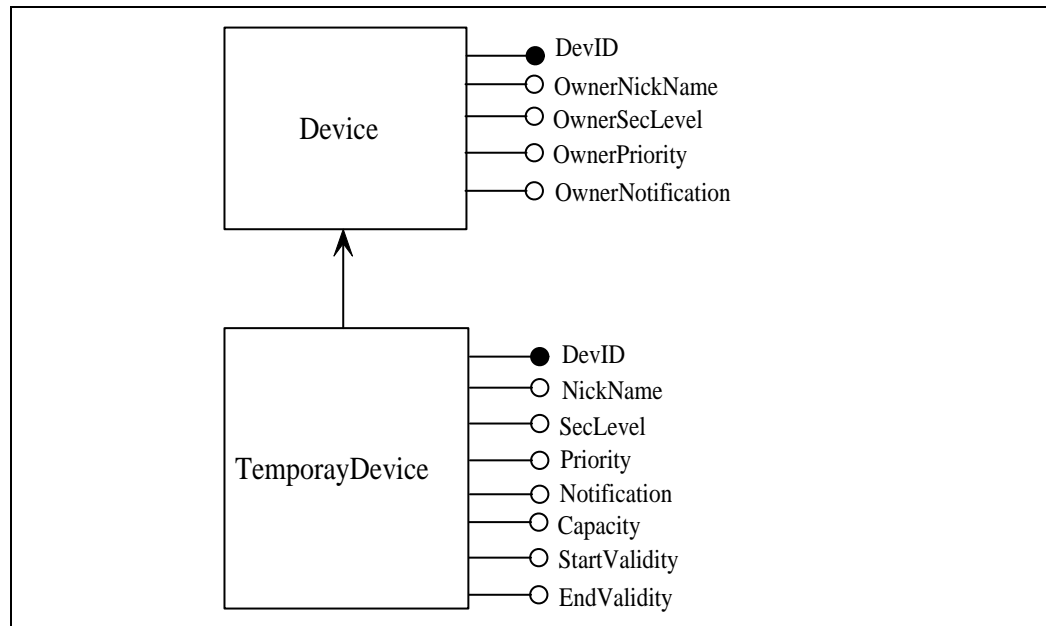 Device
DevID
OwnerNickName
OwnerSecLevel
OwnerPriority
OwnerNotification
TemporayDevice
DevID
NickName
SecLevel
Priority
Notification
Capacity
StartValidity
EndValidity